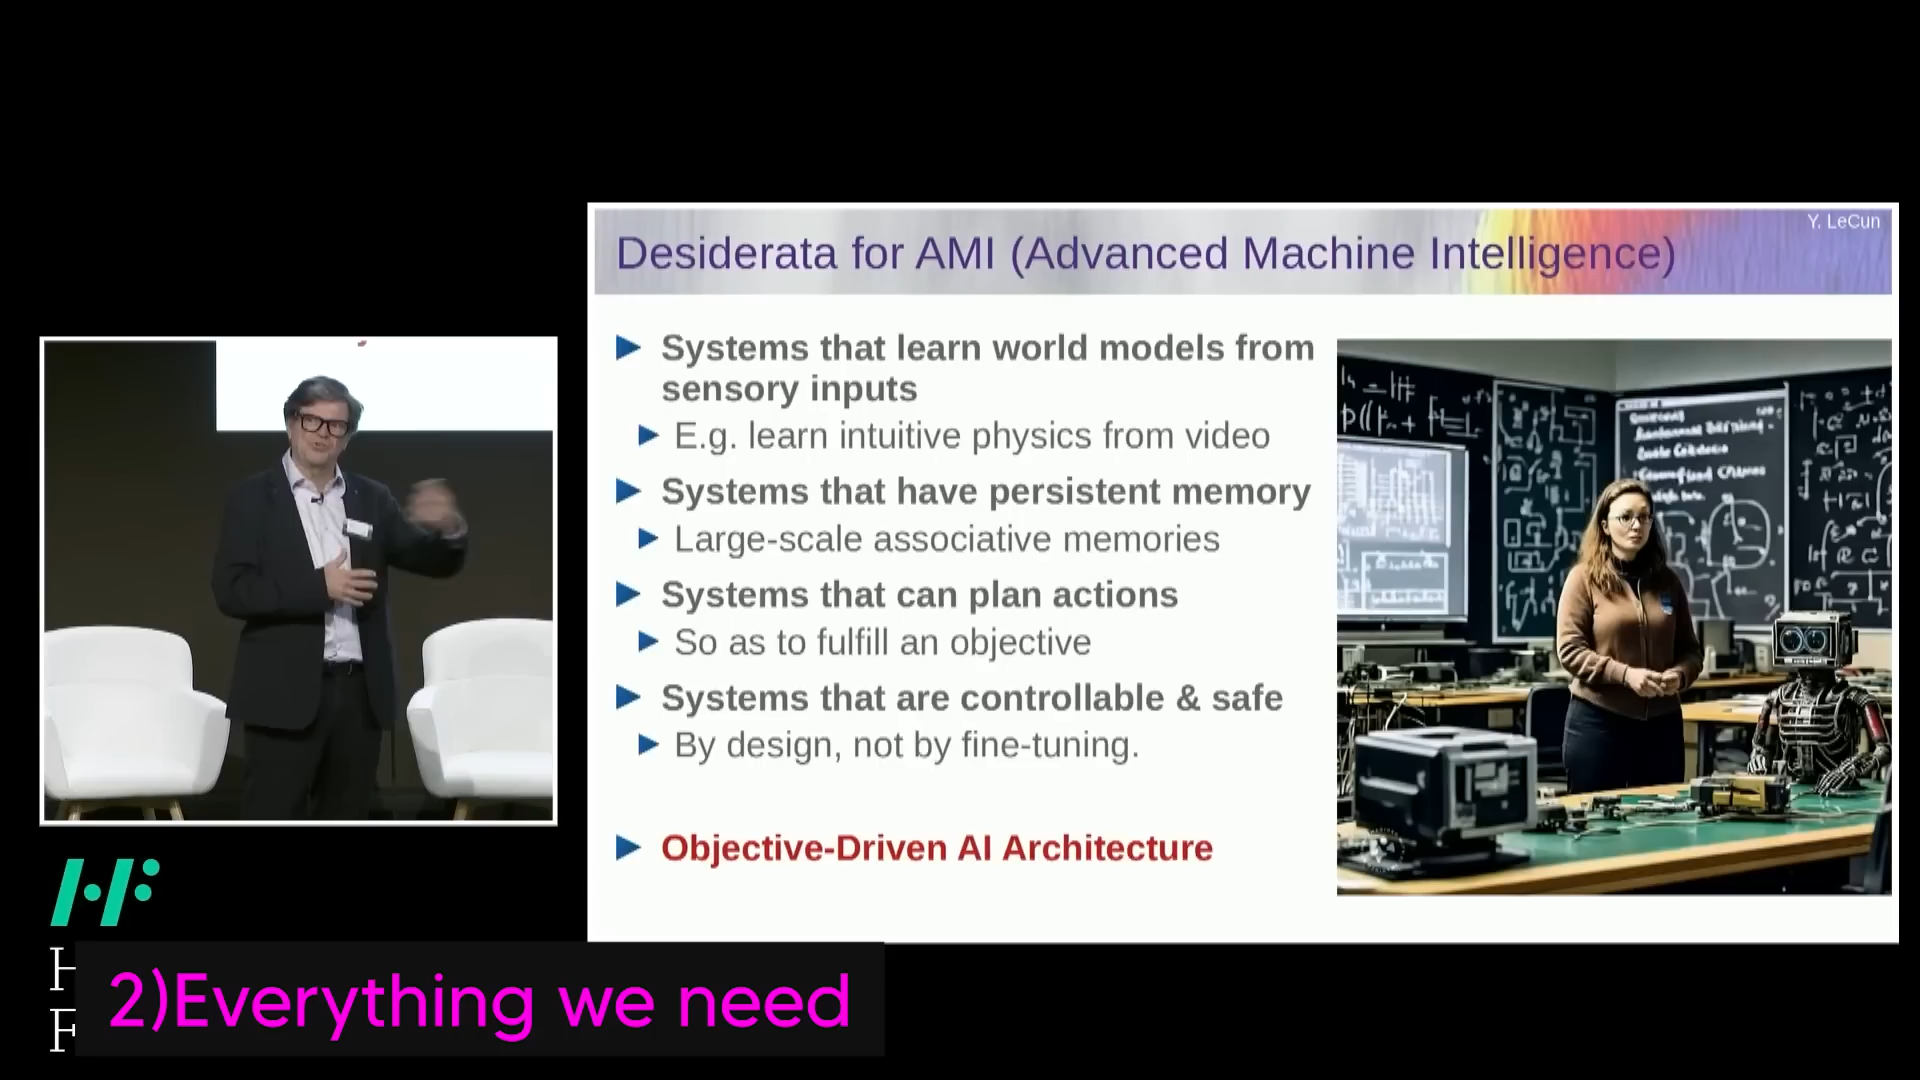 Y. LeCun
Desiderata for AMI (Advanced Machine Intelligence)
Systems that learn world models from
sensory inputs
E.g. learn intuitive physics from video
Systems that have persistent memory
Large-scale associative memories
Systems that can plan actions
So as to fulfill an objective
Systems that are controllable & safe
By design, not by fine-tuning.
Objective-Driven AI Architecture
2)Everything we need